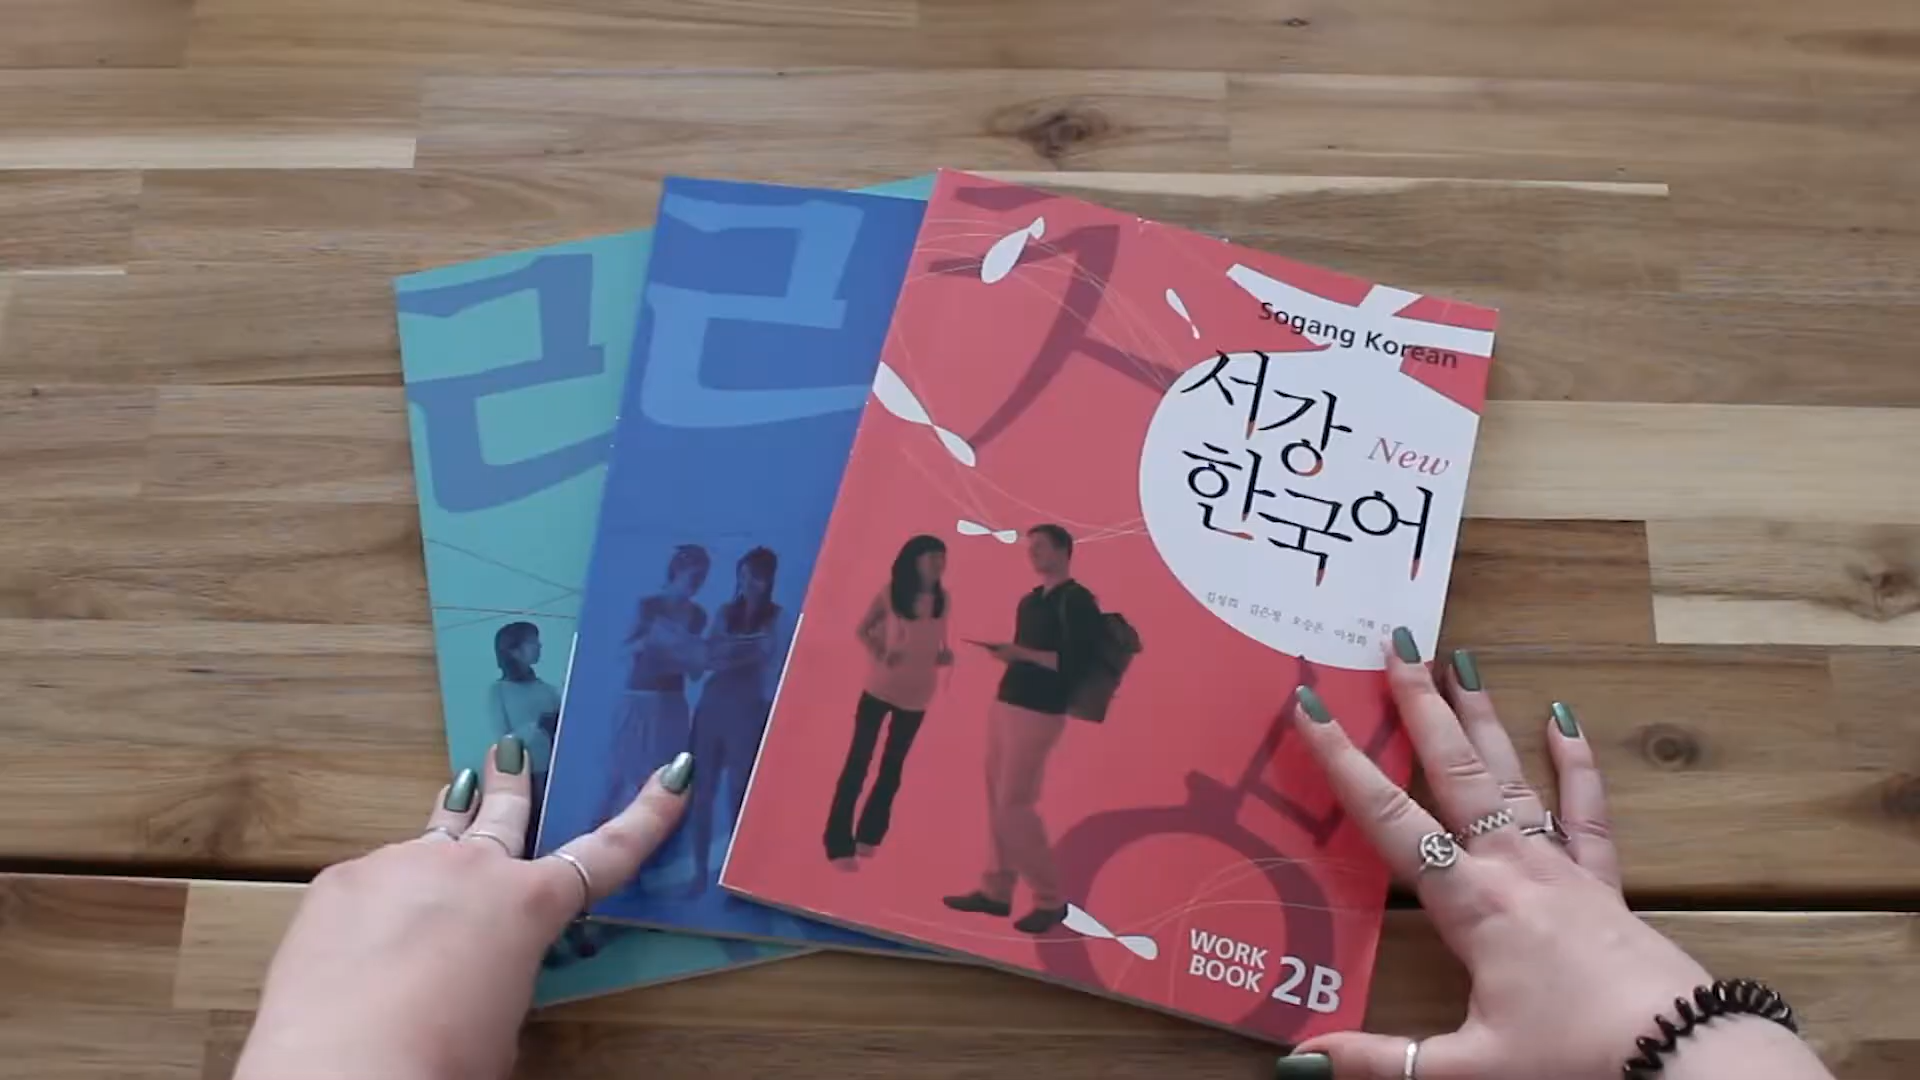 Sogang Korean
서강
New
한국어
WORK
BOOK 2B